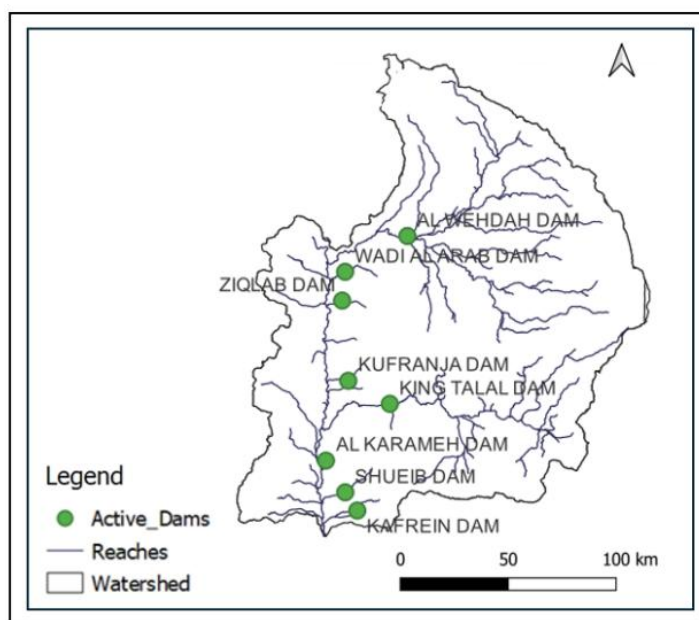 AL WEHDAH DAM
WADI AL ARAB DAM
ZIQLAB DAM
KUFRANJA DAM
KING TALAL DAM
AL KARAMEH DAM
SHUEIB DAM
KAFREIN DAM
Legend
Active_Dams
Reaches
Watershed
0 50 100 km